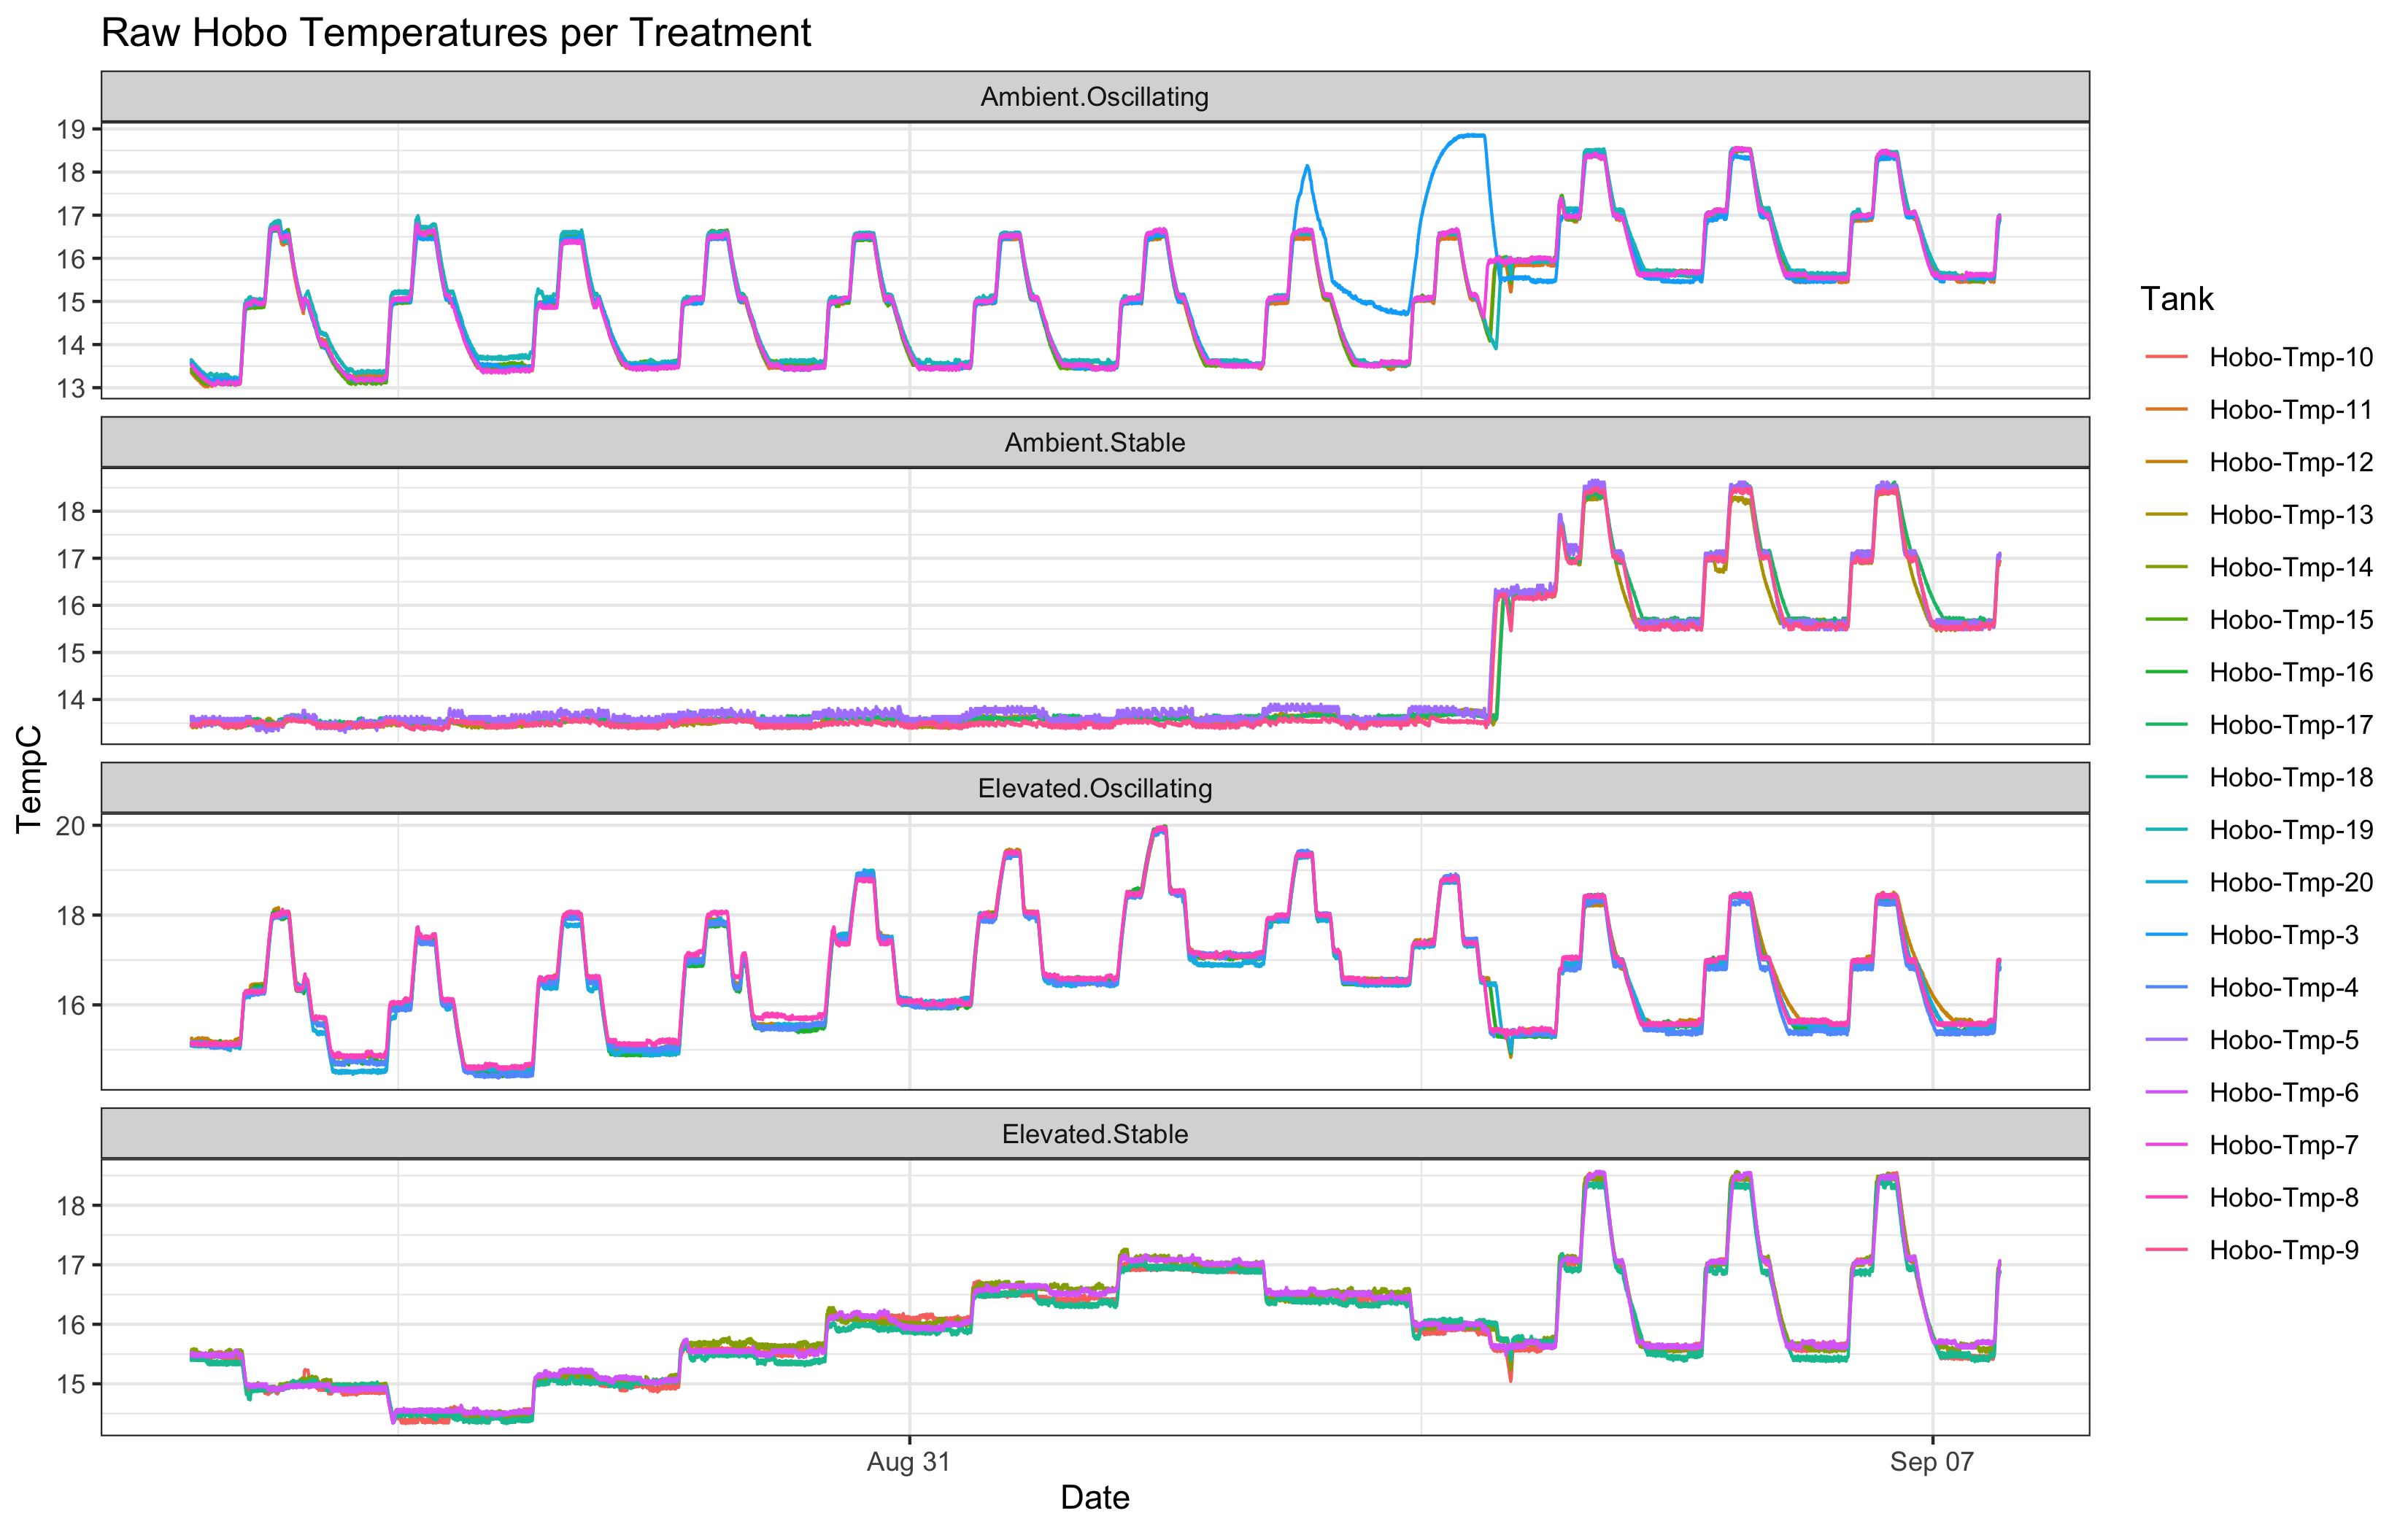 Raw Hobo Temperatures per Treatment
Ambient.Oscillating
19
18
17
16
15
14
13
Ambient.Stable
18
17
16
15
14
Elevated.Oscillating
20
18
16
Elevated.Stable
18
17
16
15
TempC
Aug 31
Sep 07
Date
Tank
Hobo-Tmp-10
Hobo-Tmp-11
Hobo-Tmp-12
Hobo-Tmp-13
Hobo-Tmp-14
Hobo-Tmp-15
Hobo-Tmp-16
Hobo-Tmp-17
Hobo-Tmp-18
Hobo-Tmp-19
Hobo-Tmp-20
Hobo-Tmp-3
Hobo-Tmp-4
Hobo-Tmp-5
Hobo-Tmp-6
Hobo-Tmp-7
Hobo-Tmp-8
Hobo-Tmp-9